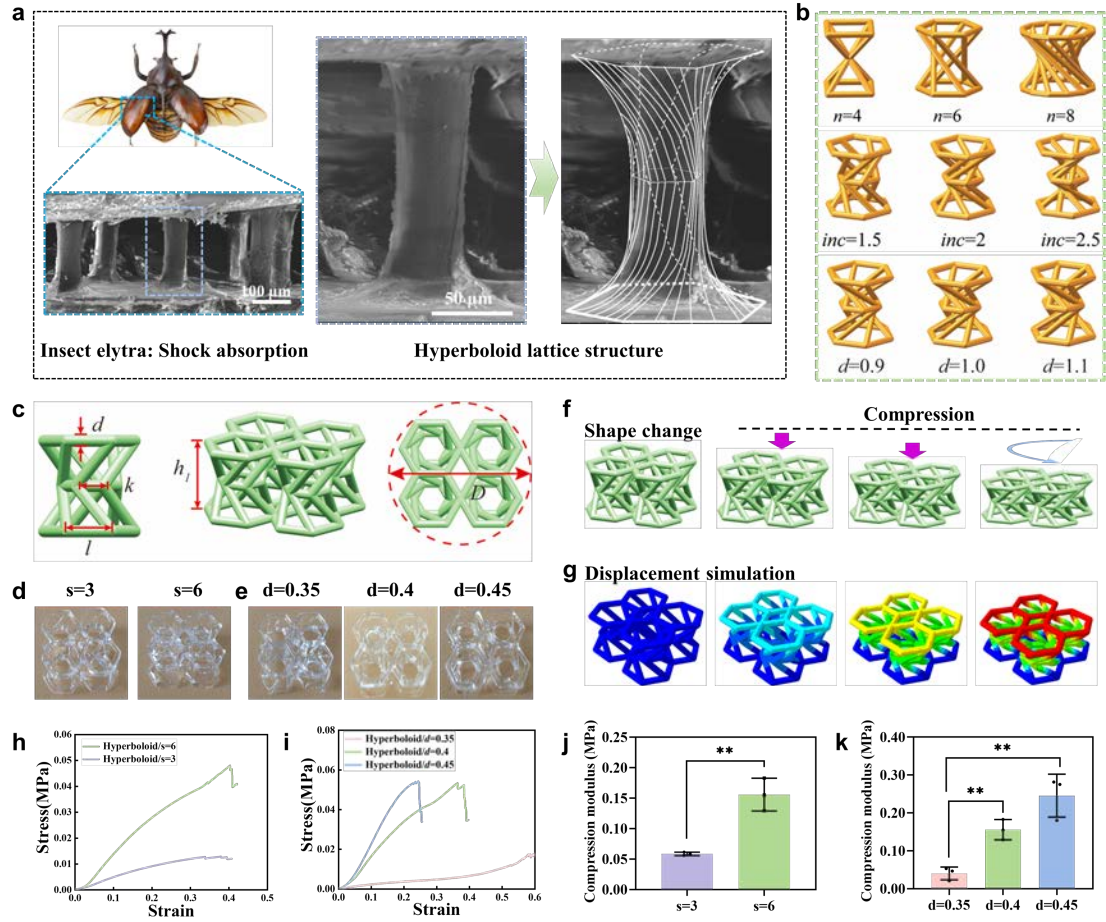 a
100 μm
50 μm
Insect elytra: Shock absorption
Hyperboloid lattice structure
b
n=4
n=6
n=8
inc=1.5
inc=2
inc=2.5
d=0.9
d=1.0
d=1.1
c
d
k
l
h1
D
d
s=3
s=6
e
d=0.35
d=0.4
d=0.45
f
Shape change
Compression
g
Displacement simulation
h
Hyperboloid/s=6
Hyperboloid/s=3
Stress(MPa)
0.06
0.05
0.04
0.03
0.02
0.01
0.00
0.0 0.1 0.2 0.3 0.4 0.5
Strain
i
Hyperboloid/d=0.35
Hyperboloid/d=0.4
Hyperboloid/d=0.45
Stress(MPa)
0.08
0.06
0.04
0.02
0.00
0.0 0.1 0.2 0.3 0.4 0.5 0.6
Strain
j
Compression modulus (MPa)
0.25
0.20
0.15
0.10
0.05
0.00
**
s=3
s=6
k
Compression modulus (MPa)
0.40
0.30
0.20
0.10
0.00
**
**
d=0.35
d=0.4
d=0.45